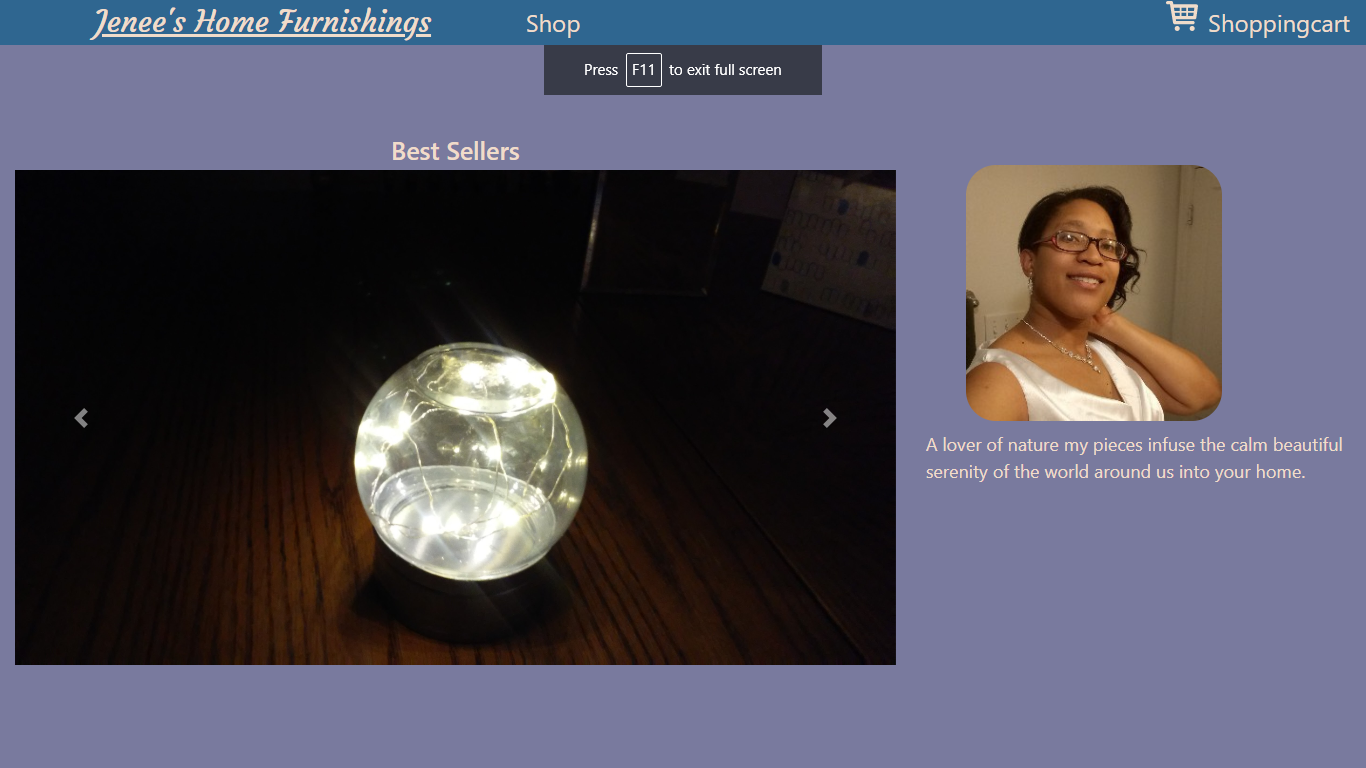 Jenee's Home Furnishings
Shop
Shoppingcart
Press F11 to exit full screen
Best Sellers
A lover of nature my pieces infuse the calm beautiful
serenity of the world around us into your home.